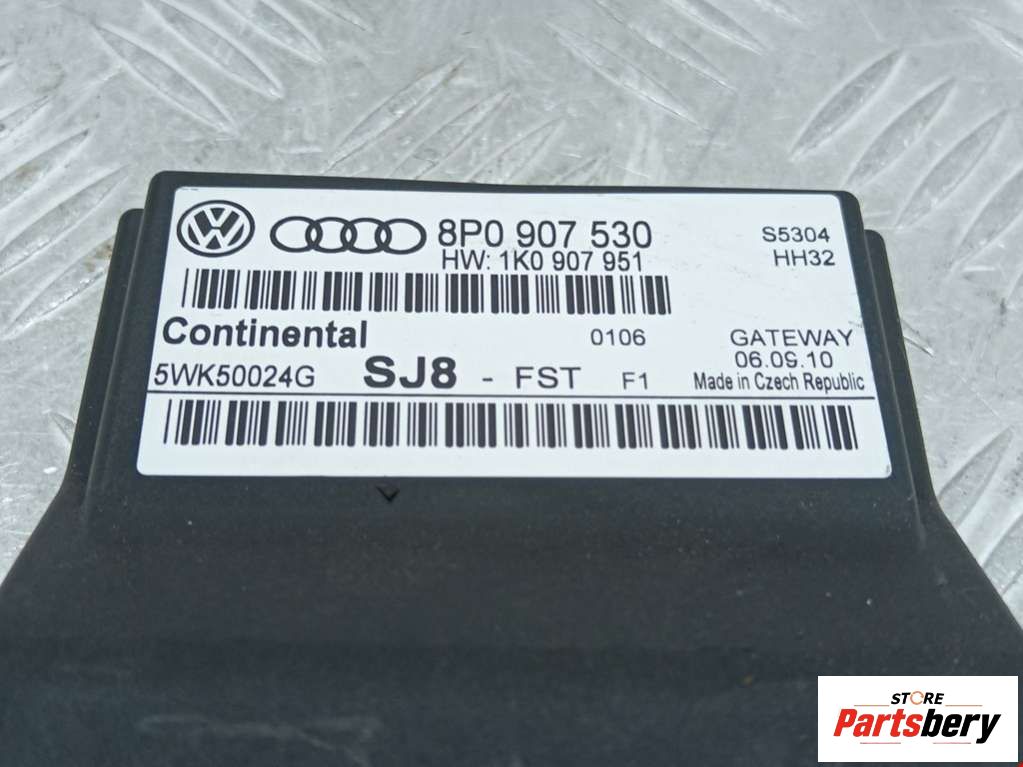 8P0 907 530
HW: 1K0 907 951
S5304
HH32
Continental
0106
GATEWAY
06.09.10
5WK50024G SJ8 - FST F1
Made in Czech Republic
STORE
Partsbery